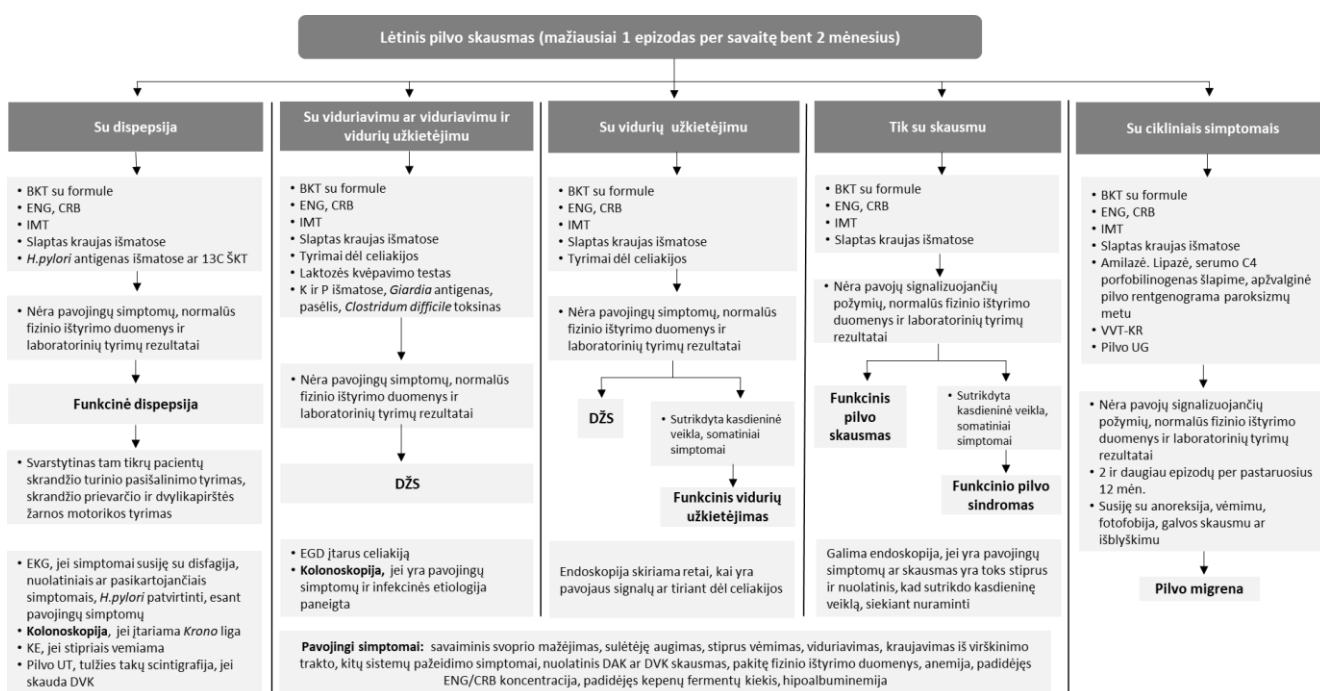 Lėtinis pilvo skausmas (mažiausiai 1 epizodas per savaitę bent 2 mėnesius)
Su dispepsija
• BKT su formule
• ENG, CRB
• IMT
• Slaptas kraujas išmatose
• H.pylori antigenas išmatose ar 13C ŠKT
• Nėra pavojingų simptomų, normalūs
fizinio ištyrimo duomenys ir
laboratorinių tyrimų rezultatai
Funkcinė dispepsija
• Svarstytinas tam tikrų pacientų
skrandžio turinio pasišalinimo tyrimas,
skrandžio prievarčio ir dvylikapirštės
žarnos motorikos tyrimas
• EKG, jei simptomai susiję su disfagija,
nuolatiniais ar pasikartojančiais
simptomais, H.pylori patvirtinti, esant
pavojingų simptomų
• Kolonoskopija, jei įtariama Krono liga
• KE, jei stipriais vemiama
• Pilvo UT, tulžies takų scintigrafija, jei
skauda DVK
Su viduriavimu ar viduriavimu ir
vidurių užkietėjimu
• BKT su formule
• ENG, CRB
• IMT
• Slaptas kraujas išmatose
• Tyrimai dėl celiakijos
• Laktozės kvėpavimo testas
• K ir P išmatose, Giardia antigenas,
pasėlis, Clostridum difficile toksinas
• Nėra pavojingų simptomų, normalūs
fizinio ištyrimo duomenys ir
laboratorinių tyrimų rezultatai
DŽS
• EGD įtarus celiakiją
• Kolonoskopija, jei yra pavojingų
simptomų ir infekcinės etiologija
paneigta
Su vidurių užkietėjimu
• BKT su formule
• ENG, CRB
• IMT
• Slaptas kraujas išmatose
• Tyrimai dėl celiakijos
• Nėra pavojingų simptomų, normalūs
fizinio ištyrimo duomenys ir
laboratorinių tyrimų rezultatai
DŽS
• Sutrikdyta kasdieninė
veikla, somatiniai
simptomai
Funkcinis vidurių
užkietėjimas
Endoskopija skiriama retai, kai yra
pavojaus signalų ar tiriant dėl celiakijos
Tik su skausmu
• BKT su formule
• ENG, CRB
• IMT
• Slaptas kraujas išmatose
• Nėra pavojų signalizuojančių
požymių, normalūs fizinio ištyrimo
duomenys ir laboratorinių tyrimų
rezultatai
Funkcinis
pilvo
skausmas
• Sutrikdyta
kasdieninė veikla,
somatiniai
simptomai
Funkcinio pilvo
sindromas
Galima endoskopija, jei yra pavojingų
simptomų ar skausmas yra toks stiprus
ir nuolatinis, kad sutrikdo kasdieninę
veiklą, siekiant nuraminti
Su cikliniais simptomais
• BKT su formule
• ENG, CRB
• IMT
• Slaptas kraujas išmatose
• Amilazė. Lipazė, serumo C4
porfobilinogenas šlapime, apžvalginė
pilvo rentgenograma paroksizmų
metu
• VVT-KR
• Pilvo UG
• Nėra pavojų signalizuojančių
požymių, normalūs fizinio ištyrimo
duomenys ir laboratorinių tyrimų
rezultatai
• 2 ir daugiau epizodų per pastaruosius
12 mėn.
• Susiję su anoreksija, vėmimu,
fotofobija, galvos skausmu ar
išblyškimu
Pilvo migrena
Pavojingi simptomai: savaiminis svoprio mažėjimas, sulėtėję augimas, stiprus vėmimas, viduriavimas, kraujavimas iš virškinimo
trakto, kitų sistemų pažeidimo simptomai, nuolatinis DAK ar DVK skausmas, pakitę fizinio ištyrimo duomenys, anemija, padidėjęs
ENG/CRB koncentracija, padidėjęs kepenų fermentų kiekis, hipoalbuminemija